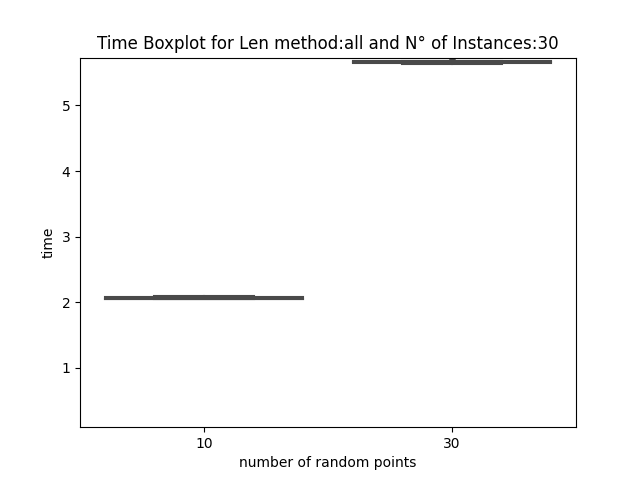 Time Boxplot for Len method:all and N° of Instances:30
5
4
3
2
1
time
10 30
number of random points